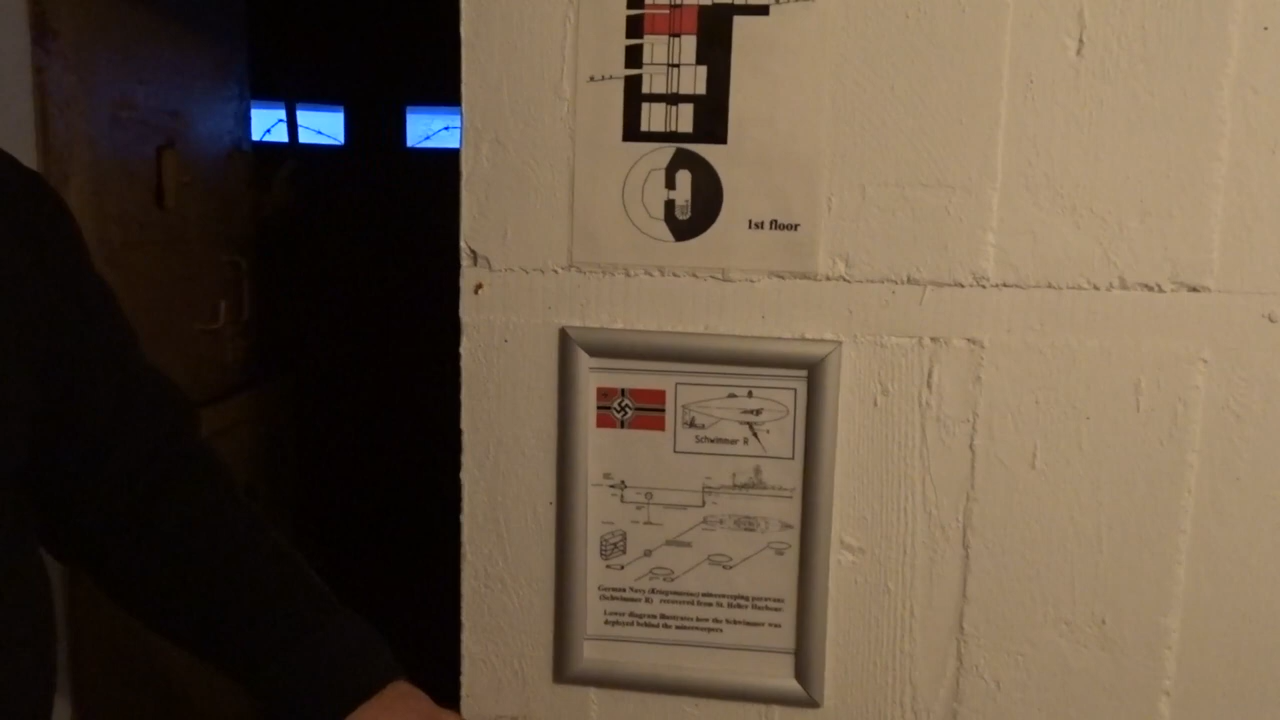 1st floor
Schwimmer R
German Navy (Kriegsmarine) minesweeping paravane
(Schwimmer R) recovered from St. Helier Harbour.
Lower diagram illustrates how the Schwimmer was
deployed behind the minesweepers